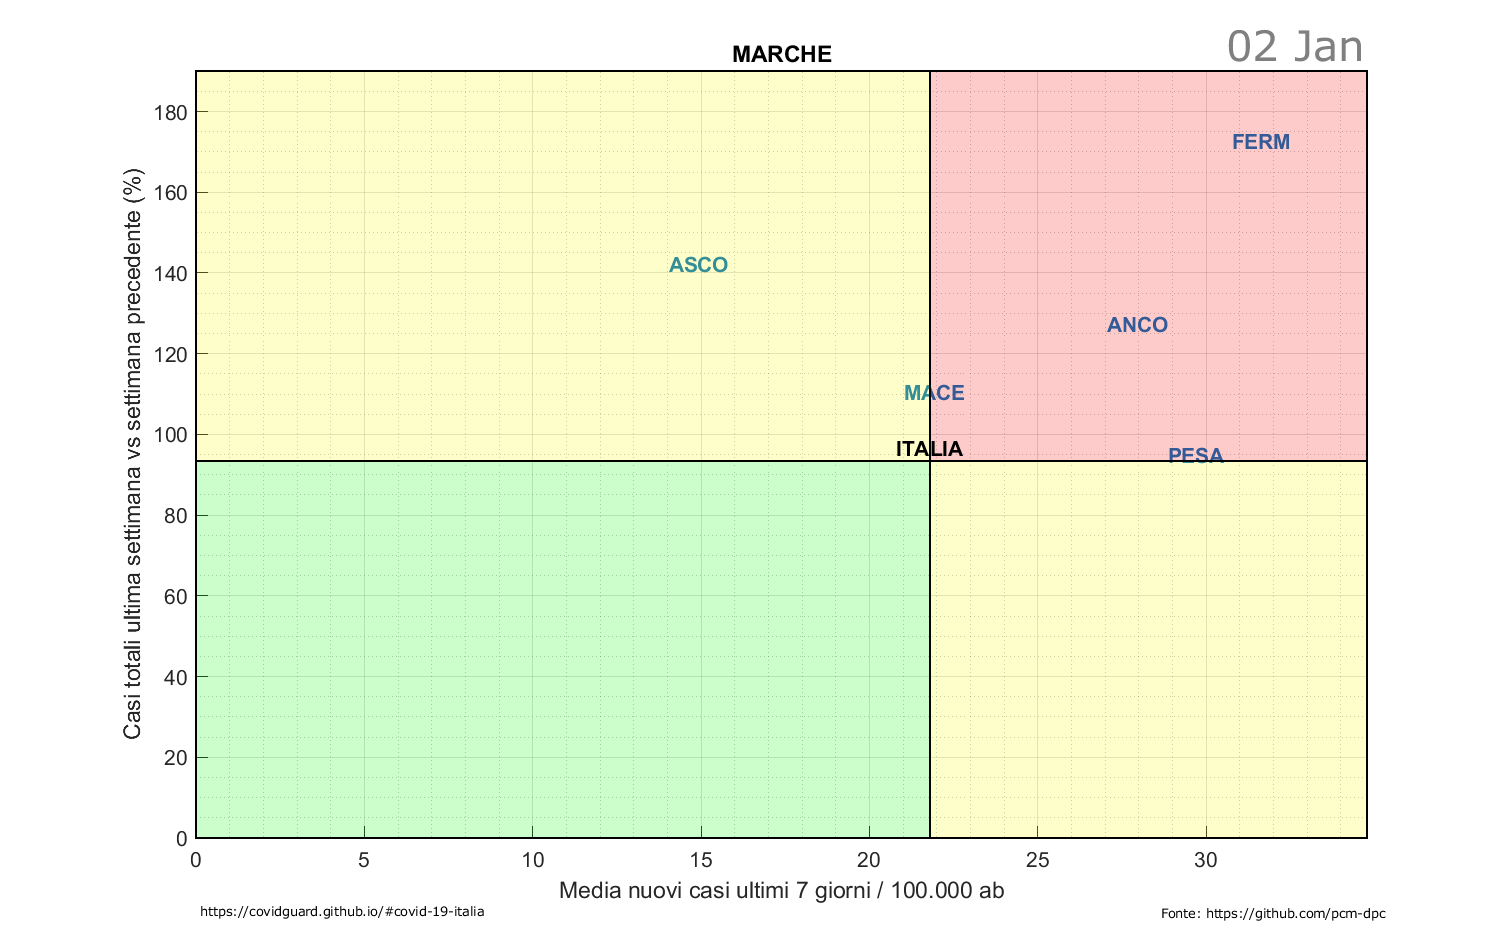 MARCHE
02 Jan
180
160
140
120
100
80
60
40
20
0
Casi totali ultima settimana vs settimana precedente (%)
FERM
ASCO
ANCO
MACE
ITALIA
PESA
0 5 10 15 20 25 30
Media nuovi casi ultimi 7 giorni / 100.000 ab
https://covidguard.github.io/#covid-19-italia
Fonte: https://github.com/pcm-dpc